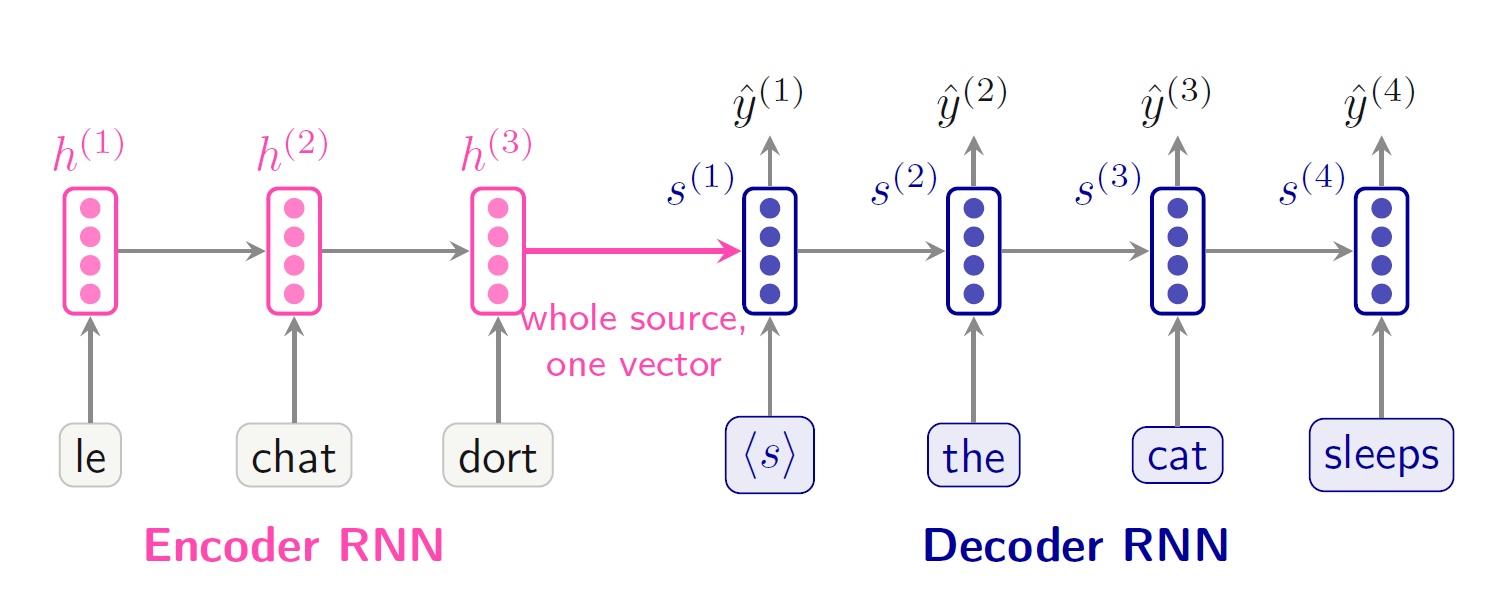 ŷ⁽¹⁾ ŷ⁽²⁾ ŷ⁽³⁾ ŷ⁽⁴⁾
h⁽¹⁾ h⁽²⁾ h⁽³⁾
s⁽¹⁾ s⁽²⁾ s⁽³⁾ s⁽⁴⁾
whole source,
one vector
le chat dort ⟨s⟩ the cat sleeps
Encoder RNN Decoder RNN